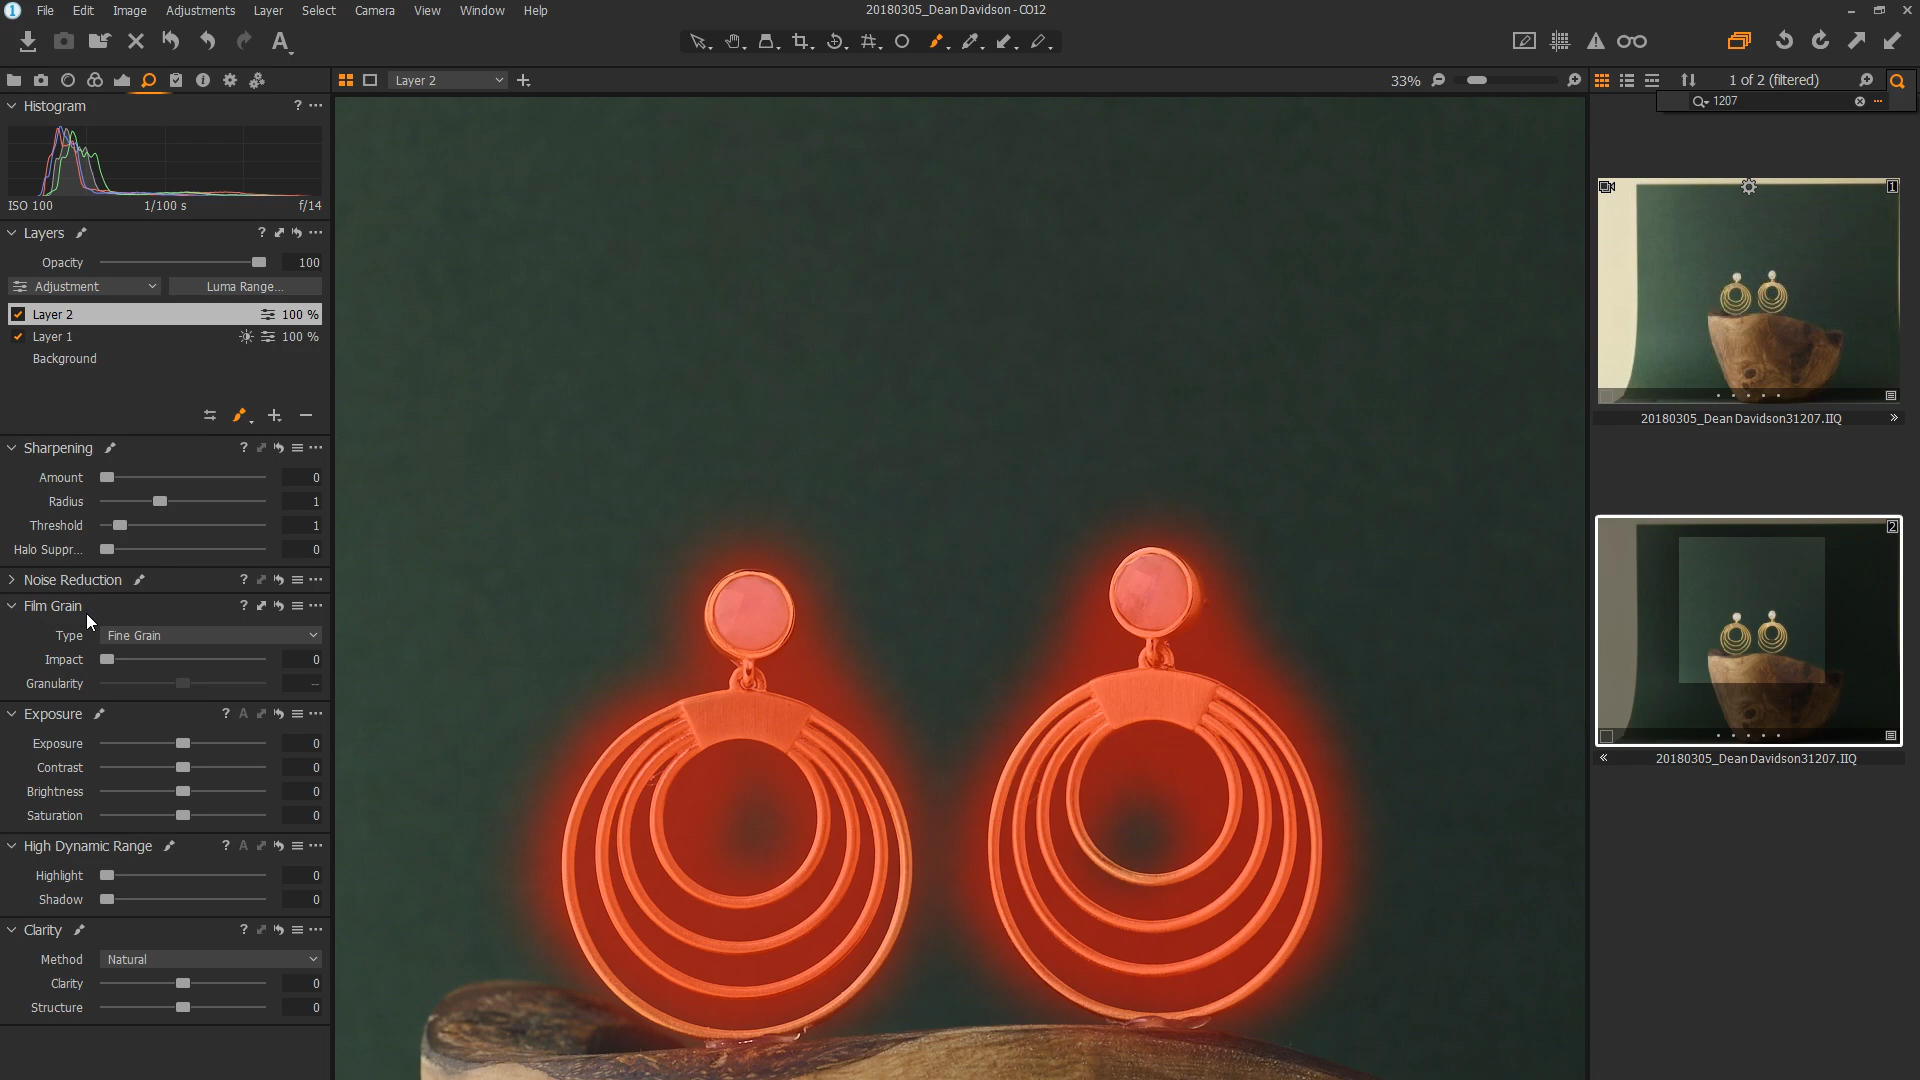 File Edit Image Adjustments Layer Select Camera View Window Help
20180305_Dean Davidson - CO12
A
Layer 2
33%
1 of 2 (filtered)
1207
Histogram ? ...
ISO 100 1/100 s f/14
Layers ? ...
Opacity 100
Adjustment Luma Range...
Layer 2 100 %
Layer 1 100 %
Background
Sharpening ? ...
Amount 0
Radius 1
Threshold 1
Halo Suppr... 0
Noise Reduction ? ...
Film Grain ? ...
Type Fine Grain
Impact 0
Granularity --
Exposure ? A ...
Exposure 0
Contrast 0
Brightness 0
Saturation 0
High Dynamic Range ? A ...
Highlight 0
Shadow 0
Clarity ? ...
Method Natural
Clarity 0
Structure 0
1
20180305_Dean Davidson31207.IIQ
2
20180305_Dean Davidson31207.IIQ